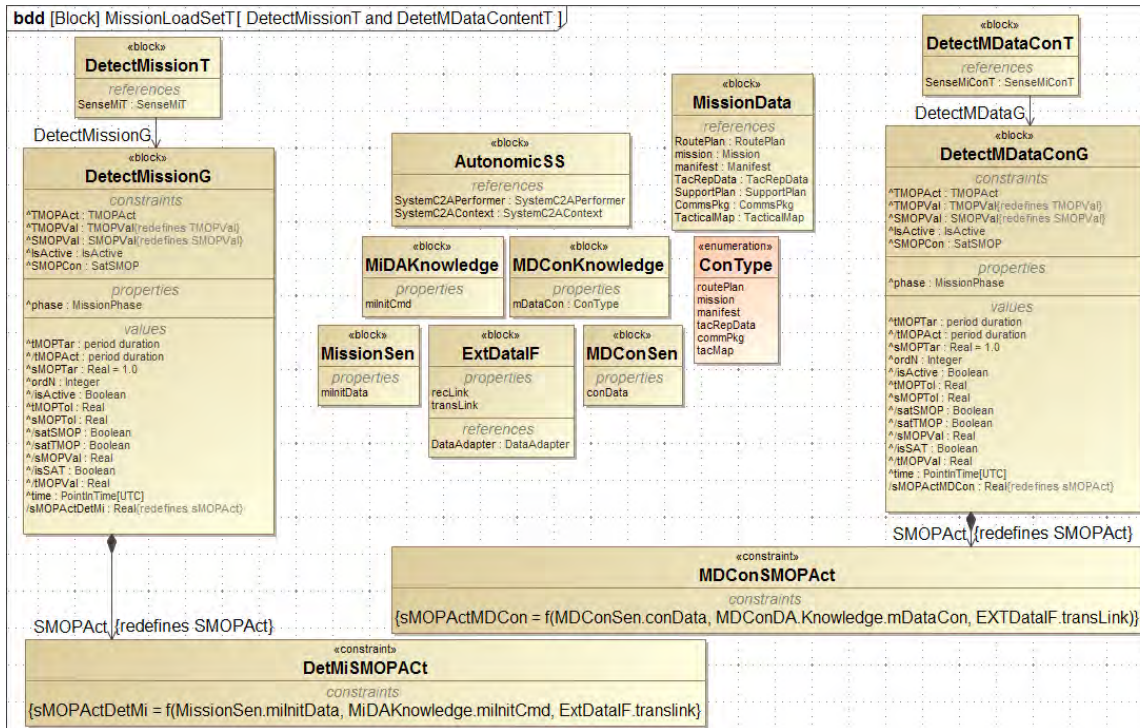 bdd [Block] MissionLoadSetT[ DetectMissionT and DetetMDataContentT ]
«block»
DetectMissionT
references
SenseMiT : SenseMiT
DetectMissionG
«block»
DetectMissionG
constraints
^TMOPAct : TMOPAct
^TMOPVal : TMOPVal{redefines TMOPVal}
^SMOPVal : SMOPVal{redefines SMOPVal}
^IsActive : IsActive
^SMOPCon : SatSMOP
properties
^phase : MissionPhase
values
^tMOPTar : period duration
^/tMOPAct : period duration
^sMOPTar : Real = 1.0
^ordN : Integer
^/isActive : Boolean
^tMOPTol : Real
^sMOPTol : Real
^/satSMOP : Boolean
^/satTMOP : Boolean
^/sMOPVal : Real
^/isSAT : Boolean
^/tMOPVal : Real
^time : PointInTime[UTC]
/sMOPActDetMi : Real{redefines sMOPAct}
«block»
AutonomicSS
references
SystemC2APerformer : SystemC2APerformer
SystemC2AContext : SystemC2AContext
«block»
MissionData
references
RoutePlan : RoutePlan
mission : Mission
manifest : Manifest
TacRepData : TacRepData
SupportPlan : SupportPlan
CommsPkg : CommsPkg
TacticalMap : TacticalMap
«block»
MiDAKnowledge
properties
miInitCmd
«block»
MDConKnowledge
properties
mDataCon : ConType
«enumeration»
ConType
routePlan
mission
manifest
tacRepData
commPkg
tacMap
«block»
MissionSen
properties
miInitData
«block»
ExtDataIF
properties
recLink
transLink
references
DataAdapter : DataAdapter
«block»
MDConSen
properties
conData
«block»
DetectMDataConT
references
SenseMiConT : SenseMiConT
DetectMDataG
«block»
DetectMDataConG
constraints
^TMOPAct : TMOPAct
^TMOPVal : TMOPVal{redefines TMOPVal}
^SMOPVal : SMOPVal{redefines SMOPVal}
^IsActive : IsActive
^SMOPCon : SatSMOP
properties
^phase : MissionPhase
values
^tMOPTar : period duration
^/tMOPAct : period duration
^sMOPTar : Real = 1.0
^ordN : Integer
^/isActive : Boolean
^tMOPTol : Real
^sMOPTol : Real
^/satSMOP : Boolean
^/satTMOP : Boolean
^/sMOPVal : Real
^/isSAT : Boolean
^/tMOPVal : Real
^time : PointInTime[UTC]
/sMOPActMDCon : Real{redefines sMOPAct}
SMOPAct {redefines SMOPAct}
«constraint»
MDConSMOPAct
constraints
{sMOPActMDCon = f(MDConSen.conData, MDConDA.Knowledge.mDataCon, EXTDataIF.transLink)}
SMOPAct {redefines SMOPAct}
«constraint»
DetMiSMOPACt
constraints
{sMOPActDetMi = f(MissionSen.miInitData, MiDAKnowledge.miInitCmd, ExtDataIF.translink}